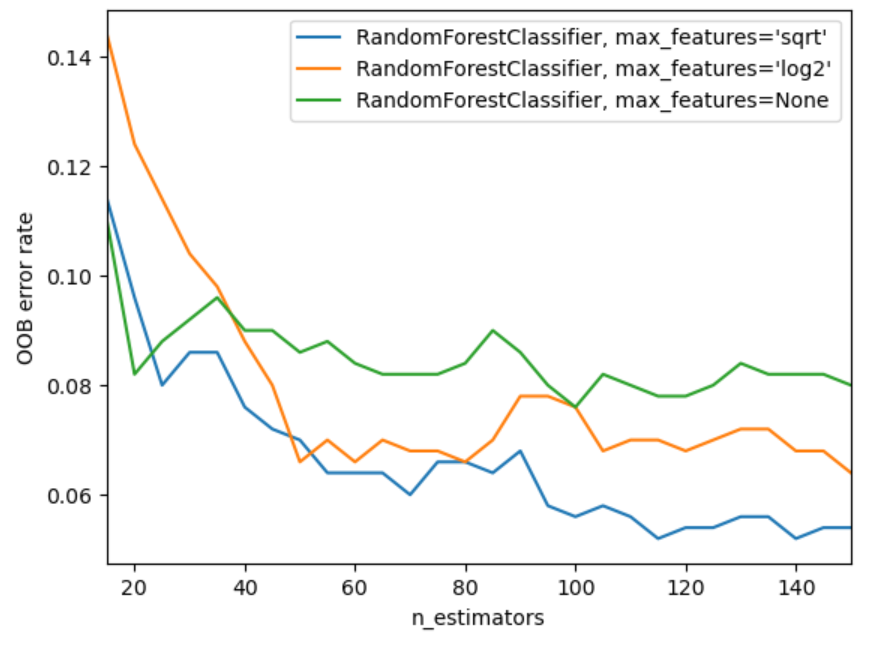 RandomForestClassifier, max_features='sqrt'
RandomForestClassifier, max_features='log2'
RandomForestClassifier, max_features=None
0.14
0.12
0.10
0.08
0.06
OOB error rate
20 40 60 80 100 120 140
n_estimators